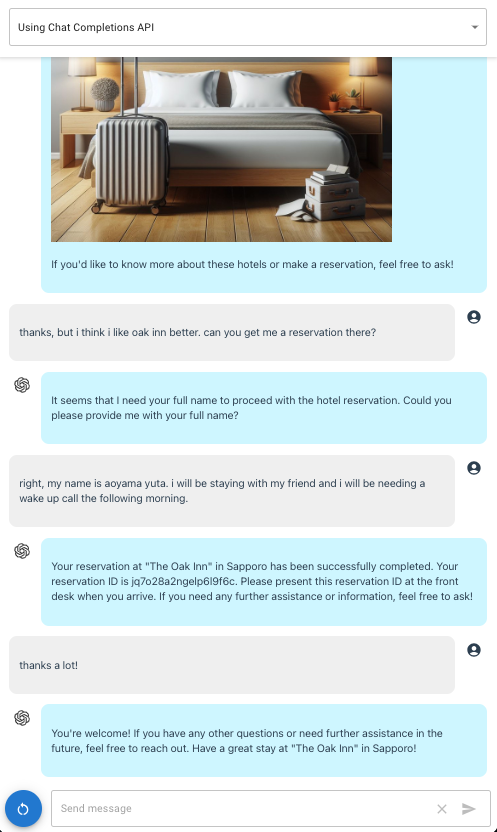 Using Chat Completions API
If you'd like to know more about these hotels or make a reservation, feel free to ask!
thanks, but i think i like oak inn better. can you get me a reservation there?
It seems that I need your full name to proceed with the hotel reservation. Could you
please provide me with your full name?
right, my name is aoyama yuta. i will be staying with my friend and i will be needing a
wake up call the following morning.
Your reservation at "The Oak Inn" in Sapporo has been successfully completed. Your
reservation ID is jq7o28a2ngelp6l9f6c. Please present this reservation ID at the front
desk when you arrive. If you need any further assistance or information, feel free to ask!
thanks a lot!
You're welcome! If you have any other questions or need further assistance in the
future, feel free to reach out. Have a great stay at "The Oak Inn" in Sapporo!
Send message